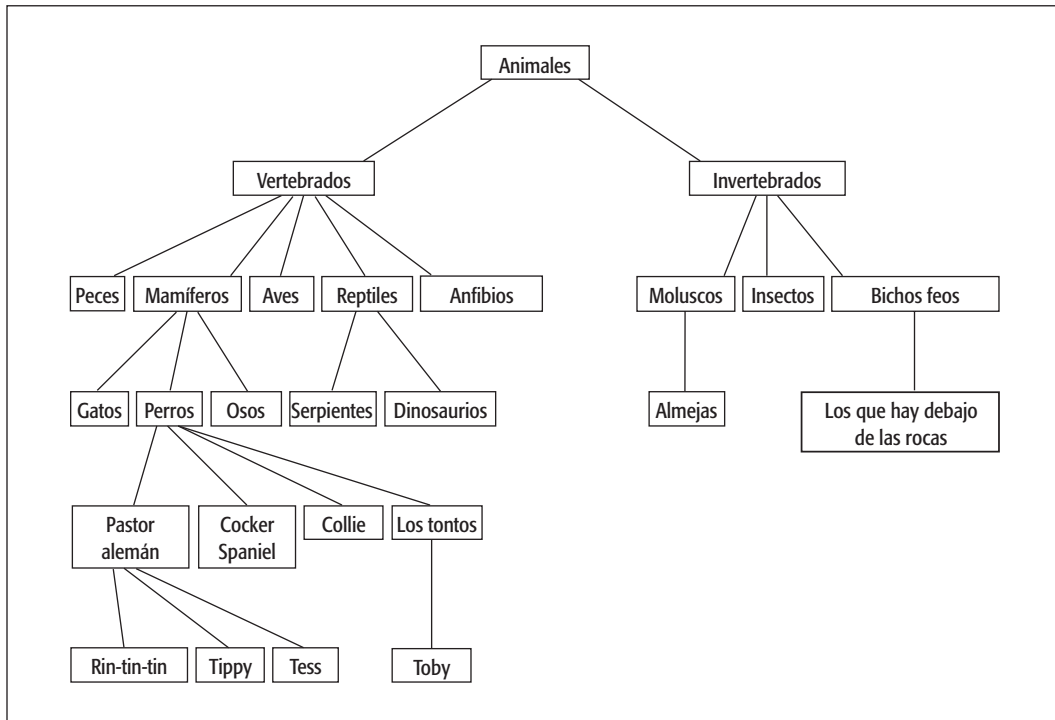 Animales
Vertebrados
Invertebrados
Peces
Mamíferos
Aves
Reptiles
Anfibios
Moluscos
Insectos
Bichos feos
Gatos
Perros
Osos
Serpientes
Dinosaurios
Almejas
Los que hay debajo
de las rocas
Pastor
alemán
Cocker
Spaniel
Collie
Los tontos
Rin-tin-tin
Tippy
Tess
Toby